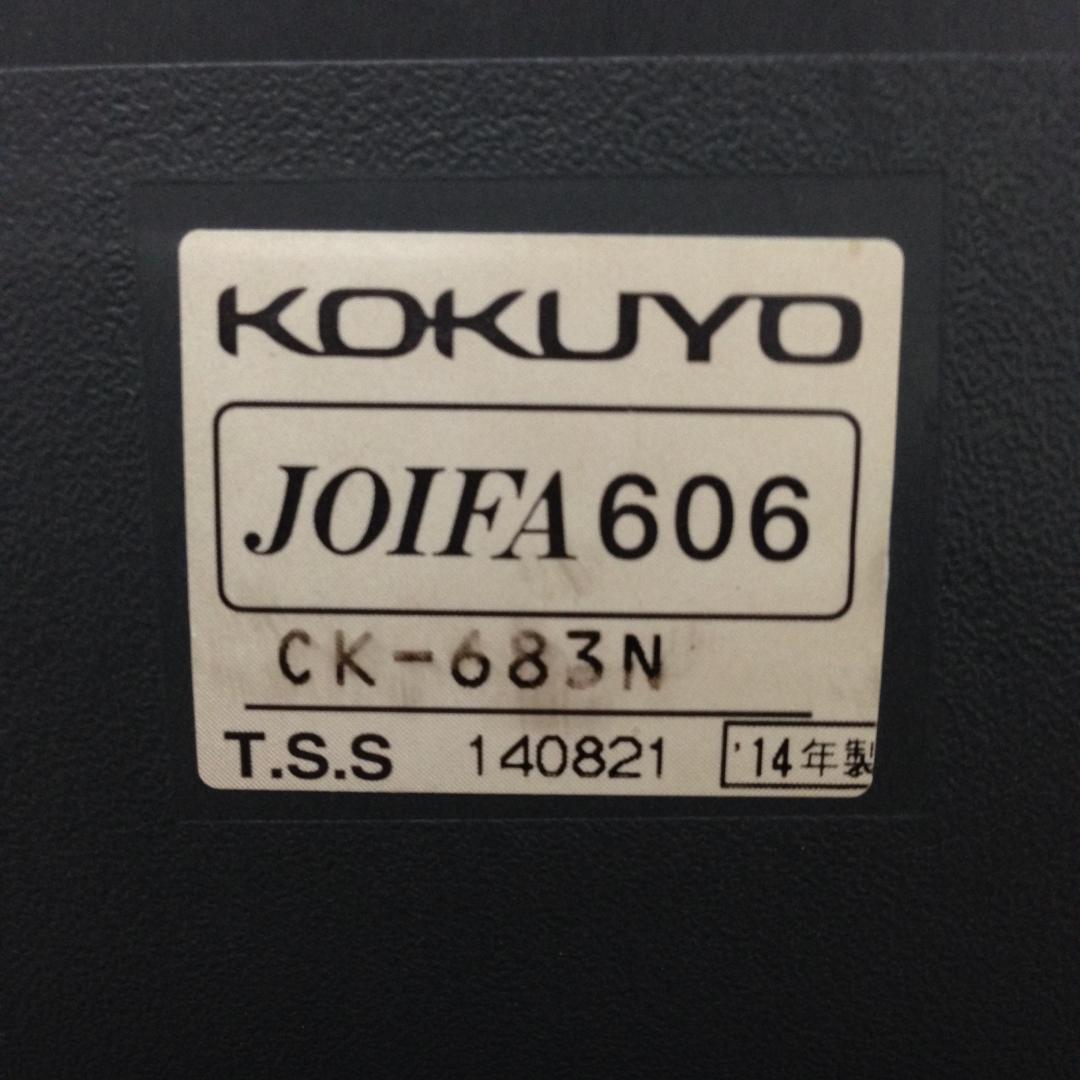 KOKUYO
JOIFA 606
CK-683N
T.S.S 140821 '14年製